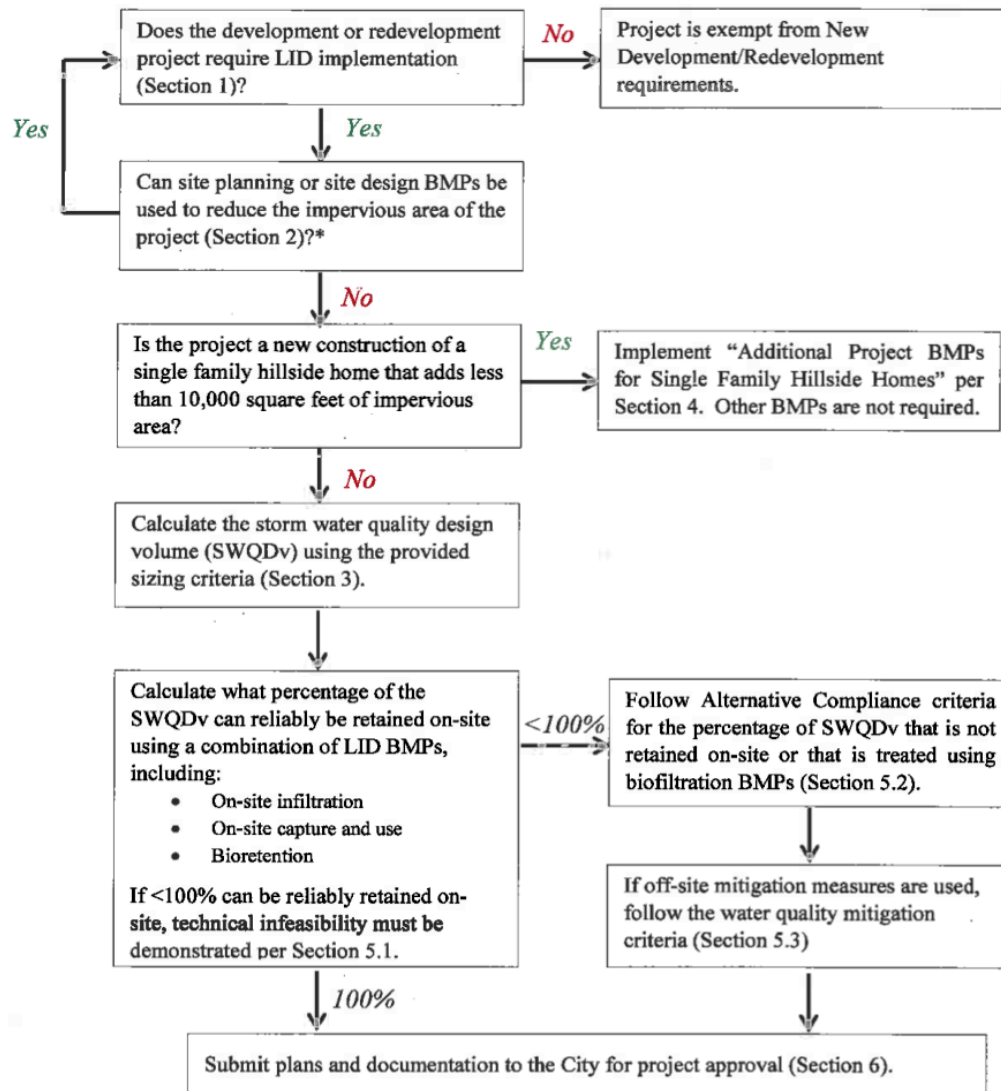 Does the development or redevelopment
project require LID implementation
(Section 1)?
No
Project is exempt from New
Development/Redevelopment
requirements.
Yes
Yes
Can site planning or site design BMPs be
used to reduce the impervious area of the
project (Section 2)?*
No
Is the project a new construction of a
single family hillside home that adds less
than 10,000 square feet of impervious
area?
Yes
Implement “Additional Project BMPs
for Single Family Hillside Homes” per
Section 4. Other BMPs are not required.
No
Calculate the storm water quality design
volume (SWQDv) using the provided
sizing criteria (Section 3).
Calculate what percentage of the
SWQDv can reliably be retained on-site
using a combination of LID BMPs,
including:
• On-site infiltration
• On-site capture and use
• Bioretention
If <100% can be reliably retained on-
site, technical infeasibility must be
demonstrated per Section 5.1.
<100%
Follow Alternative Compliance criteria
for the percentage of SWQDv that is not
retained on-site or that is treated using
biofiltration BMPs (Section 5.2).
If off-site mitigation measures are used,
follow the water quality mitigation
criteria (Section 5.3)
100%
Submit plans and documentation to the City for project approval (Section 6).